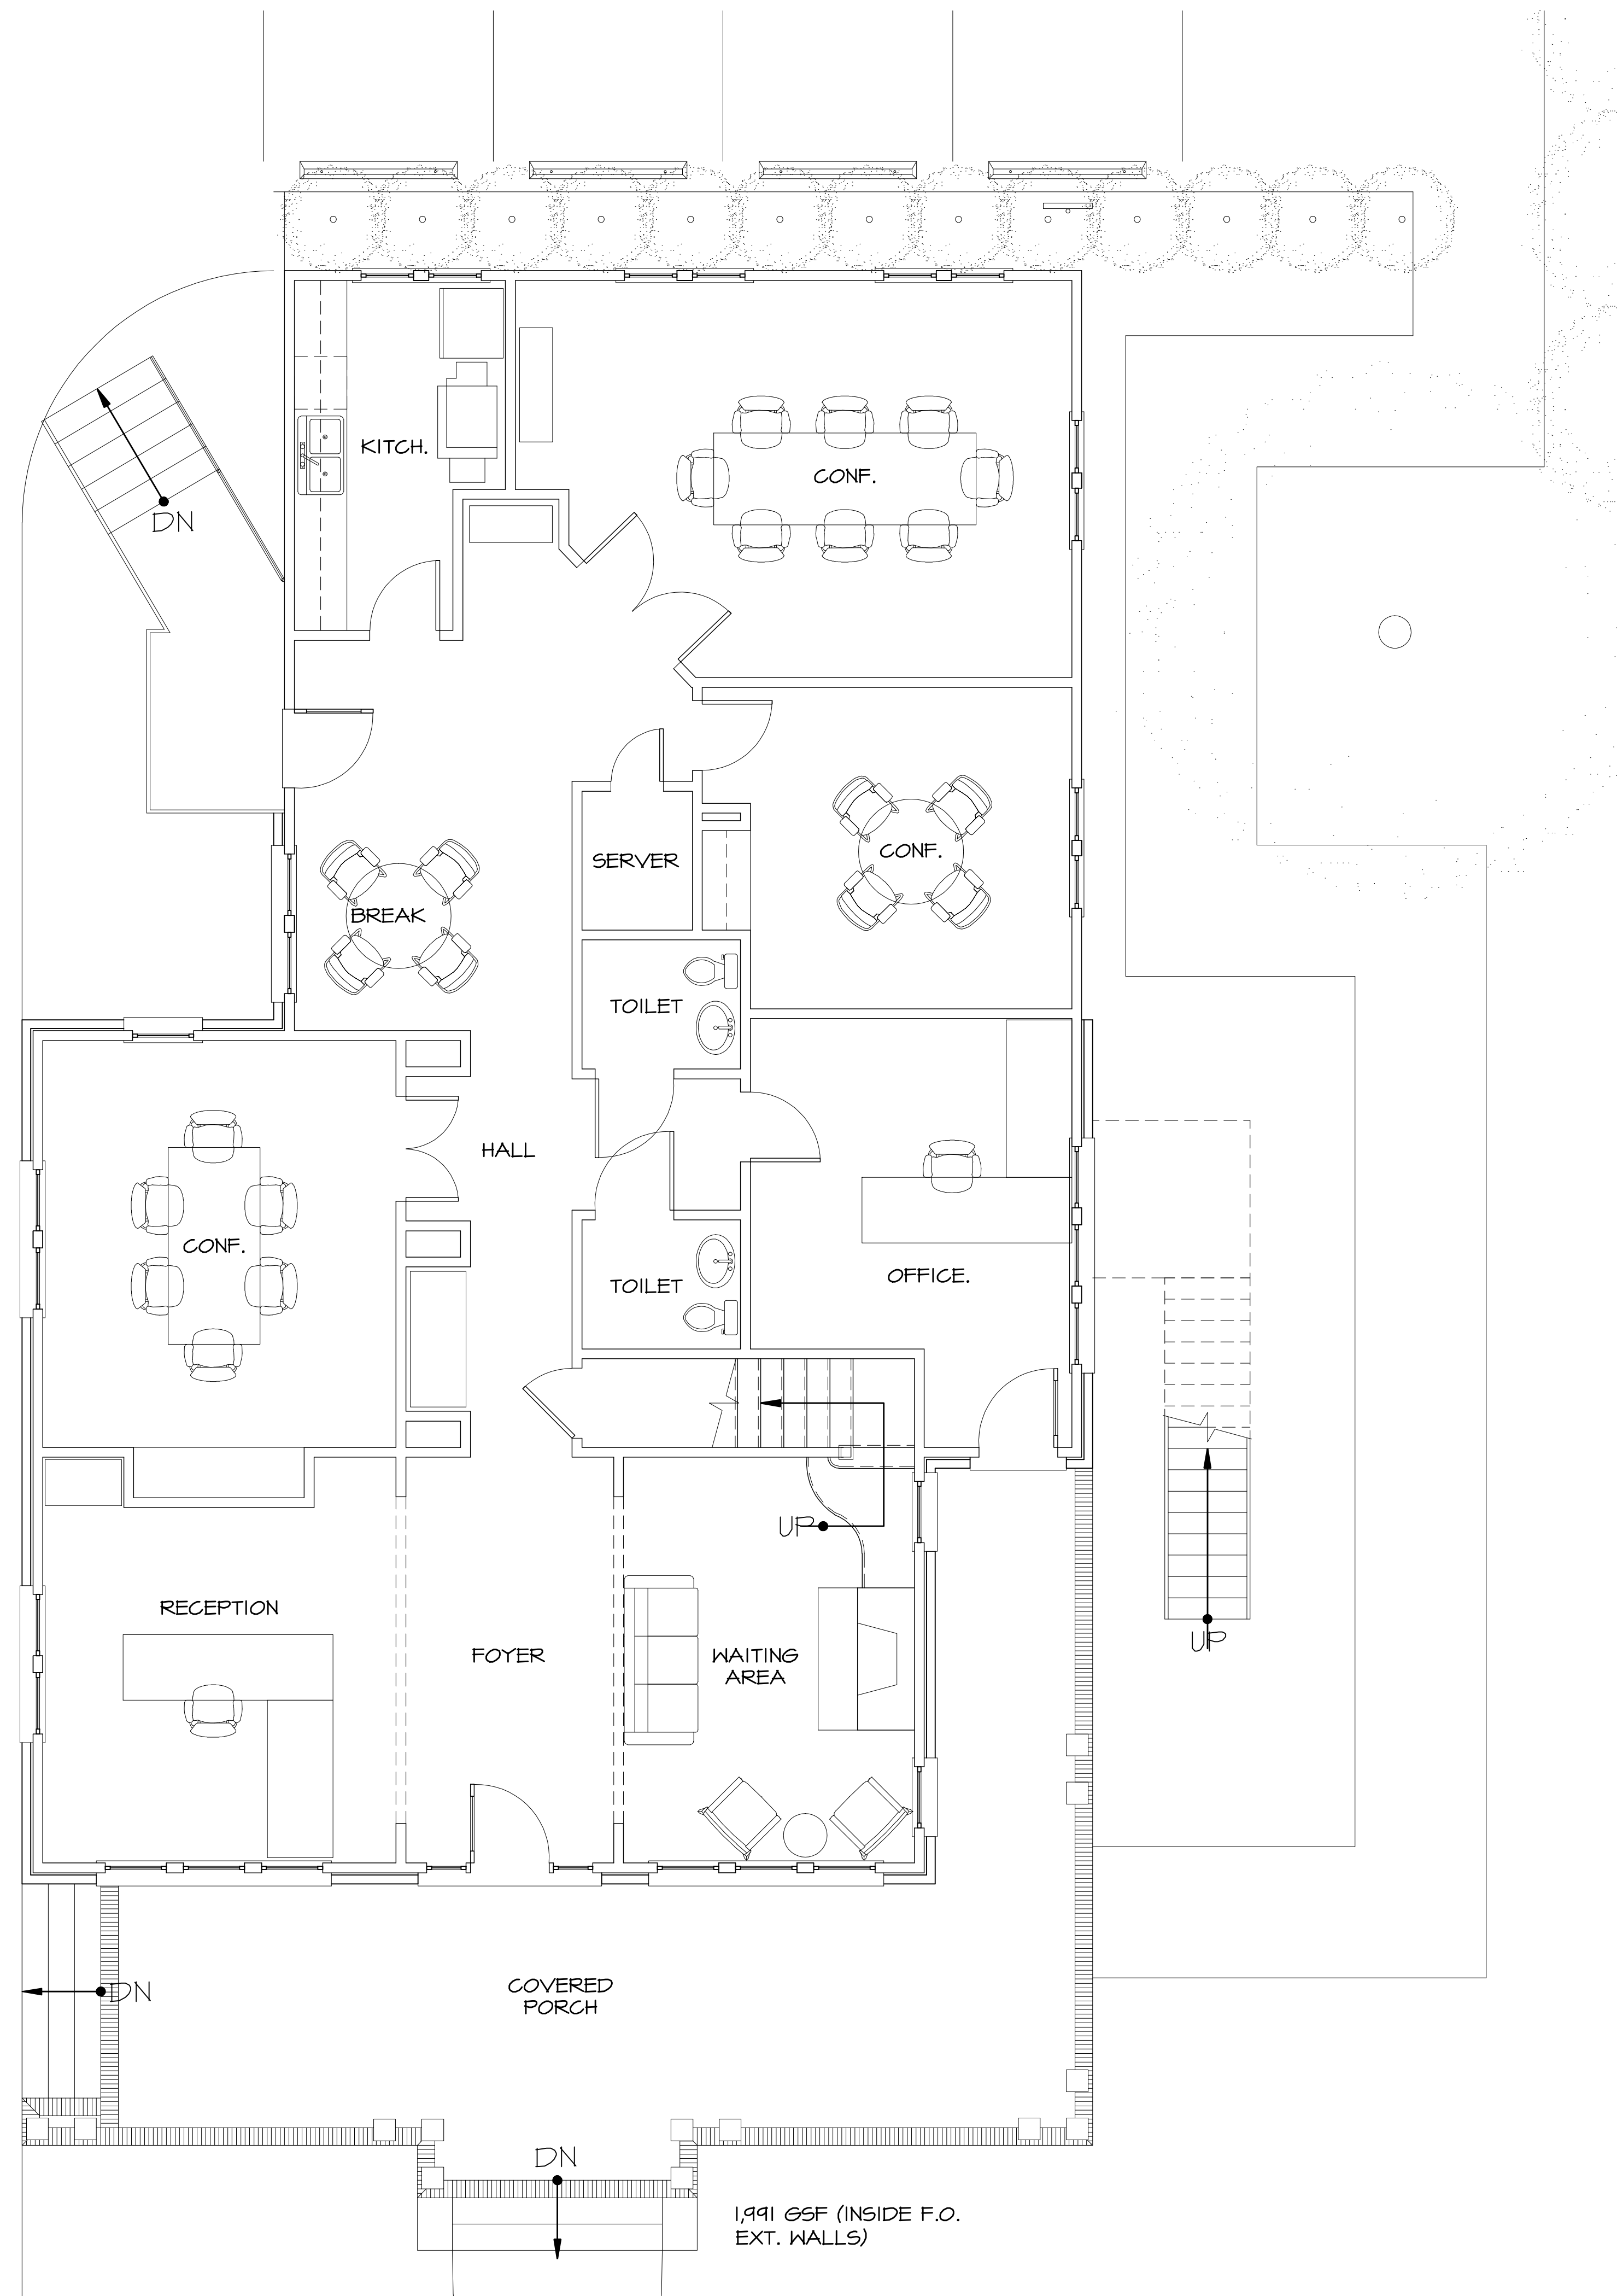 KITCH.
CONF.
DN
SERVER
CONF.
BREAK
TOILET
HALL
CONF.
TOILET
OFFICE.
UP
RECEPTION
FOYER
WAITING
AREA
UP
COVERED
PORCH
DN
DN
1,991 GSF (INSIDE F.O.
EXT. WALLS)